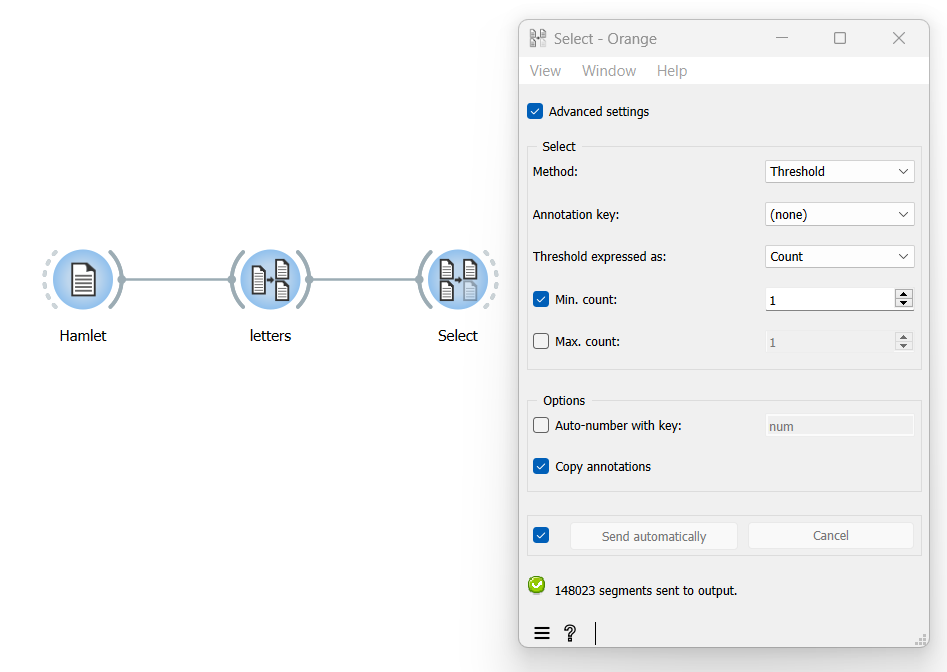 Select - Orange
View Window Help
Advanced settings
Select
Method: Threshold
Annotation key: (none)
Threshold expressed as: Count
Min. count: 1
Max. count: 1
Options
Auto-number with key: num
Copy annotations
Send automatically Cancel
148023 segments sent to output.
?
Hamlet letters Select